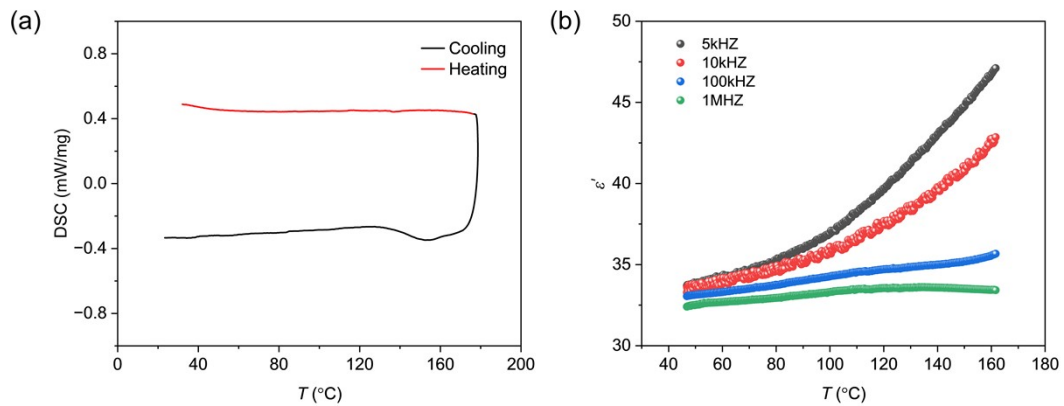 (a)
DSC (mW/mg)
0.8
0.4
0.0
−0.4
−0.8
Cooling
Heating
0 40 80 120 160 200
T (°C)
(b)
ε′
45
40
35
30
5kHZ
10kHZ
100kHZ
1MHZ
40 60 80 100 120 140 160 180
T (°C)